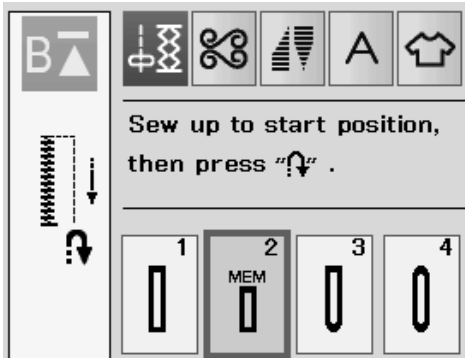 B
A
Sew up to start position,
then press “ ” .
1
2
3
4
MEM